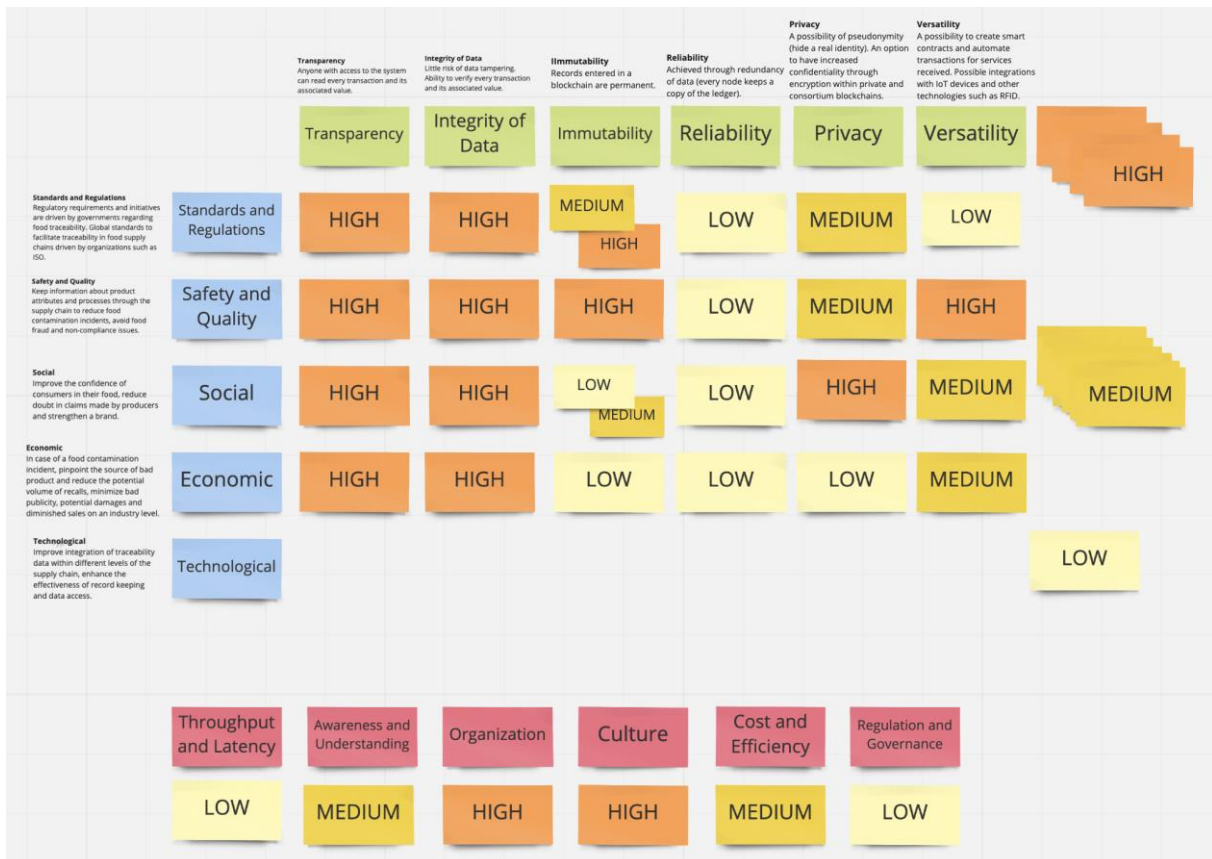 Transparency
Anyone with access to the system
can read every transaction and its
associated value.
Integrity of Data
Little risk of data tampering.
Ability to verify every transaction
and its associated value.
IImmutability
Records entered in a
blockchain are permanent.
Reliability
Achieved through redundancy
of data (every node keeps a
copy of the ledger).
Privacy
A possibility of pseudonymity
(hide a real identity). An option
to have increased
confidentiality through
encryption within private and
consortium blockchains.
Versatility
A possibility to create smart
contracts and automate
transactions for services
received. Possible integrations
with IoT devices and other
technologies such as RFID.
Transparency
Integrity of
Data
Immutability
Reliability
Privacy
Versatility
HIGH
Standards and Regulations
Regulatory requirements and initiatives
are driven by governments regarding
food traceability. Global standards to
facilitate traceability in food supply
chains driven by organizations such as
ISO.
Standards and
Regulations
HIGH
HIGH
MEDIUM
HIGH
LOW
MEDIUM
LOW
Safety and Quality
Keep information about product
attributes and processes through the
supply chain to reduce food
contamination incidents, avoid food
fraud and non-compliance issues.
Safety and
Quality
HIGH
HIGH
HIGH
LOW
MEDIUM
HIGH
Social
Improve the confidence of
consumers in their food, reduce
doubt in claims made by producers
and strengthen a brand.
Social
HIGH
HIGH
LOW
MEDIUM
LOW
HIGH
MEDIUM
MEDIUM
Economic
In case of a food contamination
incident, pinpoint the source of bad
product and reduce the potential
volume of recalls, minimize bad
publicity, potential damages and
diminished sales on an industry level.
Economic
HIGH
HIGH
LOW
LOW
LOW
MEDIUM
Technological
Improve integration of traceability
data within different levels of the
supply chain, enhance the
effectiveness of record keeping
and data access.
Technological
LOW
Throughput
and Latency
Awareness and
Understanding
Organization
Culture
Cost and
Efficiency
Regulation and
Governance
LOW
MEDIUM
HIGH
HIGH
MEDIUM
LOW